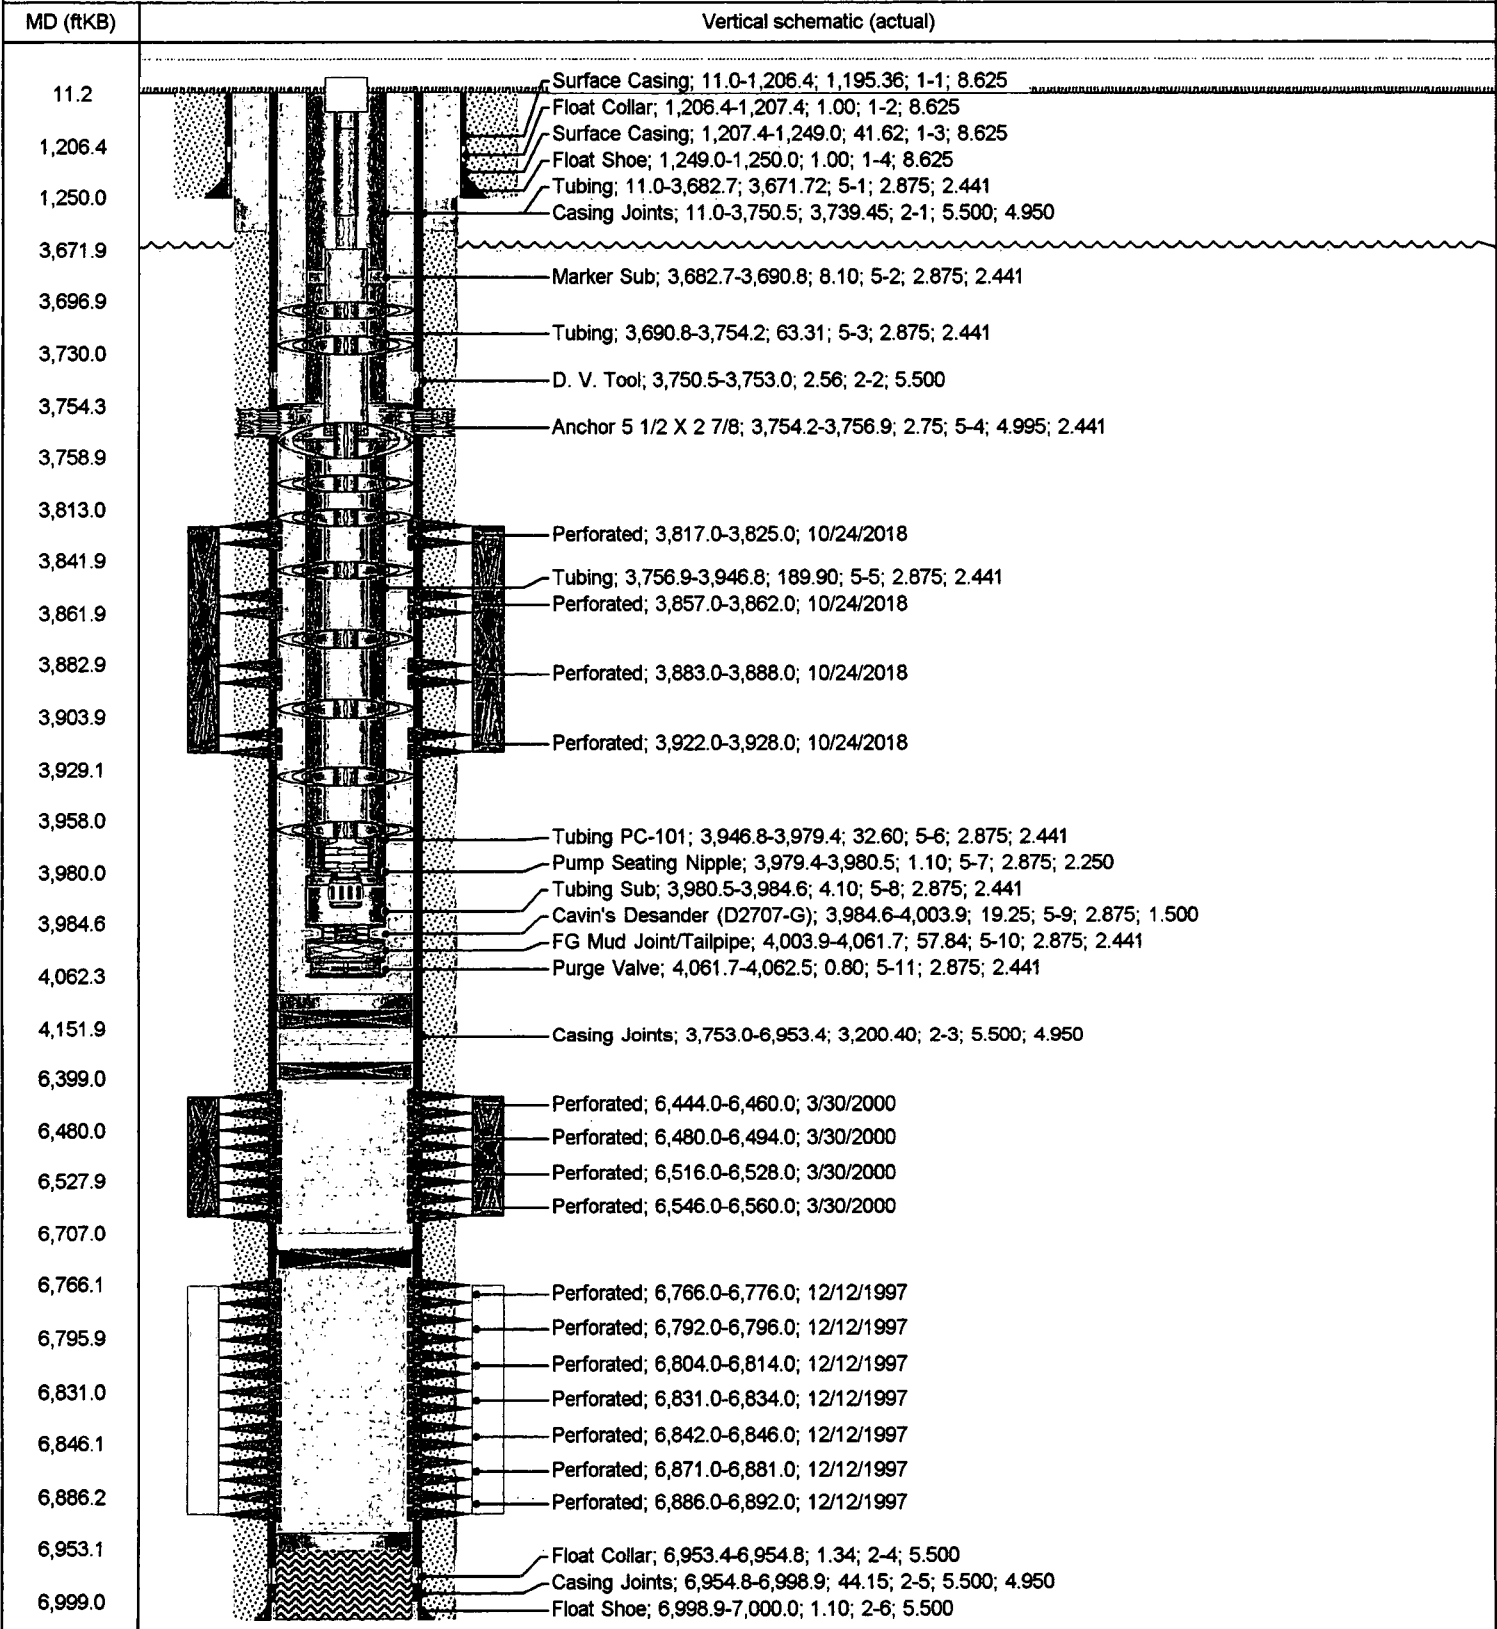 MD (ftKB)
Vertical schematic (actual)
11.2
1,206.4
1,250.0
3,671.9
3,696.9
3,730.0
3,754.3
3,758.9
3,813.0
3,841.9
3,861.9
3,882.9
3,903.9
3,929.1
3,958.0
3,980.0
3,984.6
4,062.3
4,151.9
6,399.0
6,480.0
6,527.9
6,707.0
6,766.1
6,795.9
6,831.0
6,846.1
6,886.2
6,953.1
6,999.0
Surface Casing; 11.0-1,206.4; 1,195.36; 1-1; 8.625
Float Collar; 1,206.4-1,207.4; 1.00; 1-2; 8.625
Surface Casing; 1,207.4-1,249.0; 41.62; 1-3; 8.625
Float Shoe; 1,249.0-1,250.0; 1.00; 1-4; 8.625
Tubing; 11.0-3,682.7; 3,671.72; 5-1; 2.875; 2.441
Casing Joints; 11.0-3,750.5; 3,739.45; 2-1; 5.500; 4.950
Marker Sub; 3,682.7-3,690.8; 8.10; 5-2; 2.875; 2.441
Tubing; 3,690.8-3,754.2; 63.31; 5-3; 2.875; 2.441
D. V. Tool; 3,750.5-3,753.0; 2.56; 2-2; 5.500
Anchor 5 1/2 X 2 7/8; 3,754.2-3,756.9; 2.75; 5-4; 4.995; 2.441
Perforated; 3,817.0-3,825.0; 10/24/2018
Tubing; 3,756.9-3,946.8; 189.90; 5-5; 2.875; 2.441
Perforated; 3,857.0-3,862.0; 10/24/2018
Perforated; 3,883.0-3,888.0; 10/24/2018
Perforated; 3,922.0-3,928.0; 10/24/2018
Tubing PC-101; 3,946.8-3,979.4; 32.60; 5-6; 2.875; 2.441
Pump Seating Nipple; 3,979.4-3,980.5; 1.10; 5-7; 2.875; 2.250
Tubing Sub; 3,980.5-3,984.6; 4.10; 5-8; 2.875; 2.441
Cavin's Desander (D2707-G); 3,984.6-4,003.9; 19.25; 5-9; 2.875; 1.500
FG Mud Joint/Tailpipe; 4,003.9-4,061.7; 57.84; 5-10; 2.875; 2.441
Purge Valve; 4,061.7-4,062.5; 0.80; 5-11; 2.875; 2.441
Casing Joints; 3,753.0-6,953.4; 3,200.40; 2-3; 5.500; 4.950
Perforated; 6,444.0-6,460.0; 3/30/2000
Perforated; 6,480.0-6,494.0; 3/30/2000
Perforated; 6,516.0-6,528.0; 3/30/2000
Perforated; 6,546.0-6,560.0; 3/30/2000
Perforated; 6,766.0-6,776.0; 12/12/1997
Perforated; 6,792.0-6,796.0; 12/12/1997
Perforated; 6,804.0-6,814.0; 12/12/1997
Perforated; 6,831.0-6,834.0; 12/12/1997
Perforated; 6,842.0-6,846.0; 12/12/1997
Perforated; 6,871.0-6,881.0; 12/12/1997
Perforated; 6,886.0-6,892.0; 12/12/1997
Float Collar; 6,953.4-6,954.8; 1.34; 2-4; 5.500
Casing Joints; 6,954.8-6,998.9; 44.15; 2-5; 5.500; 4.950
Float Shoe; 6,998.9-7,000.0; 1.10; 2-6; 5.500